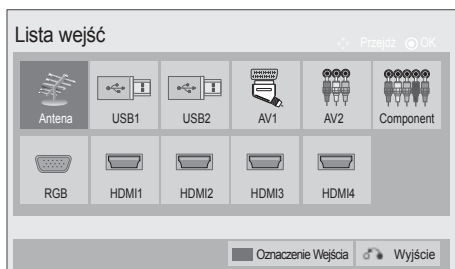 Lista wejść
Przejdź OK
Antena USB1 USB2 AV1 AV2 Component
RGB HDMI1 HDMI2 HDMI3 HDMI4
Oznaczenie Wejścia Wyjście